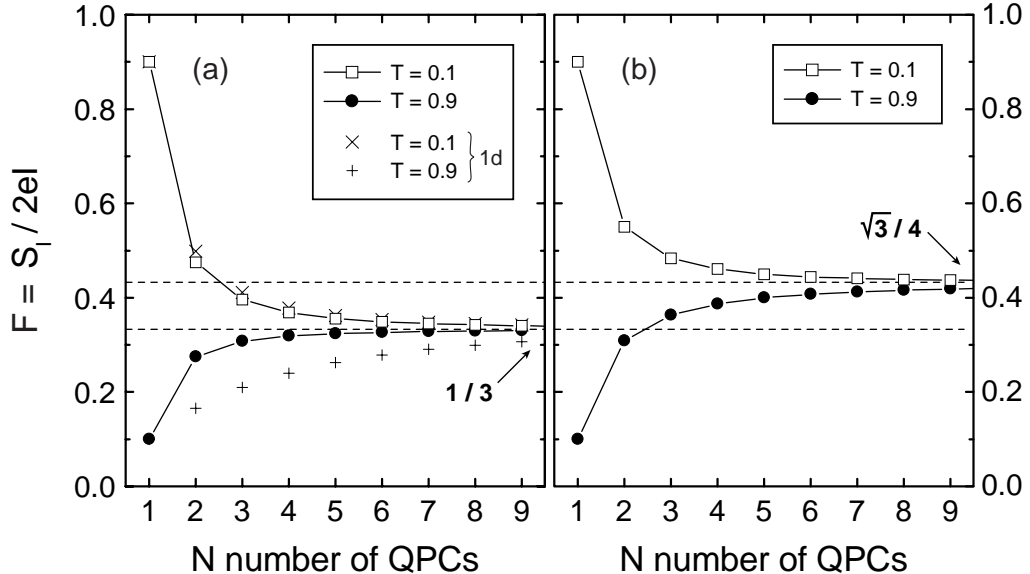 F = S_I / 2eI
1.0
0.8
0.6
0.4
0.2
0.0
(a)
T = 0.1
T = 0.9
T = 0.1
T = 0.9
1d
1 / 3
1 2 3 4 5 6 7 8 9
N number of QPCs
(b)
T = 0.1
T = 0.9
√3 / 4
1.0
0.8
0.6
0.4
0.2
0.0
1 2 3 4 5 6 7 8 9
N number of QPCs